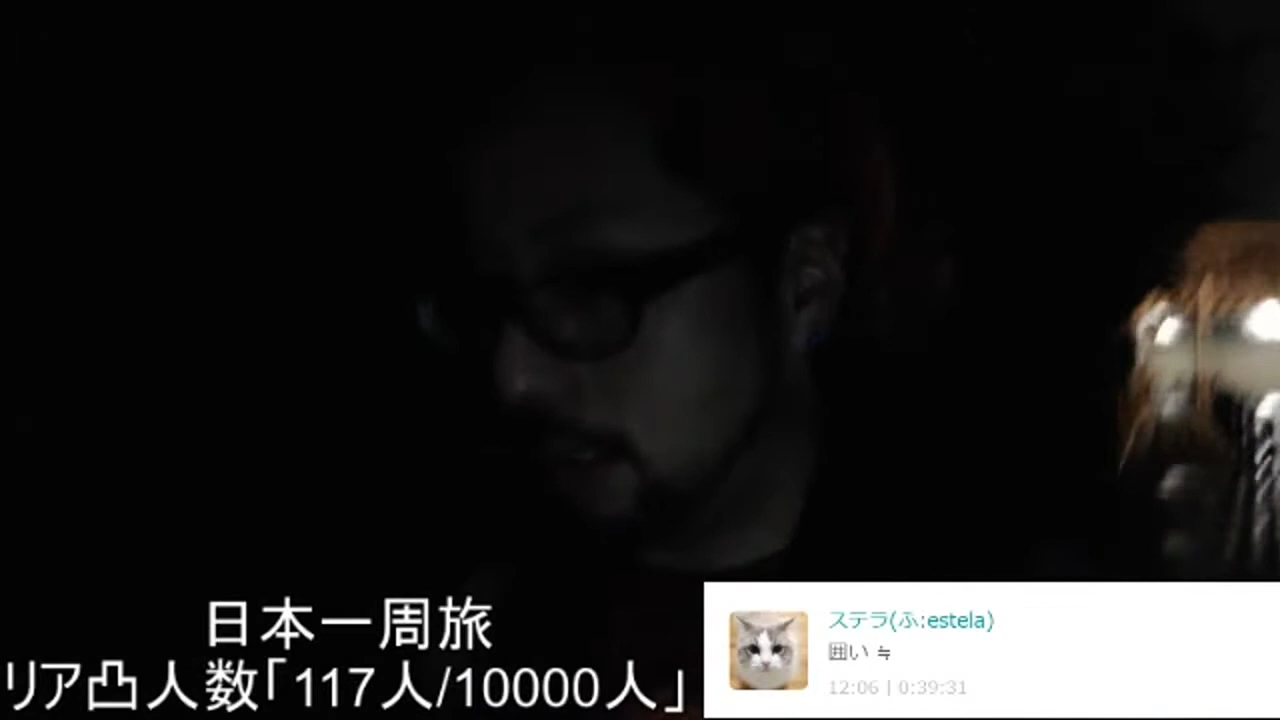 日本一周旅
リア凸人数「117人/10000人」
ステラ(ふ:estela)
囲い ≒
12:06 | 0:39:31